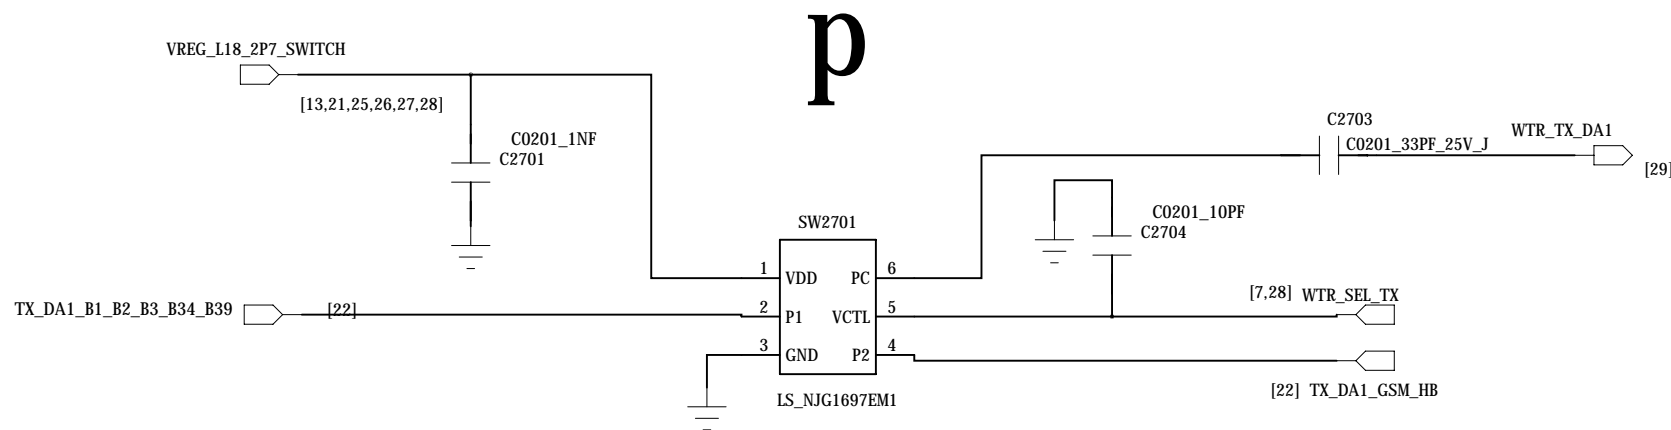 p
VREG_L18_2P7_SWITCH
[13,21,25,26,27,28]
C0201_1NF
C2701
C2703
C0201_33PF_25V_J
WTR_TX_DA1
[29]
C0201_10PF
C2704
SW2701
1 VDD PC 6
TX_DA1_B1_B2_B3_B34_B39 [22] 2 P1 VCTL 5 [7,28] WTR_SEL_TX
3 GND P2 4
[22] TX_DA1_GSM_HB
LS_NJG1697EM1